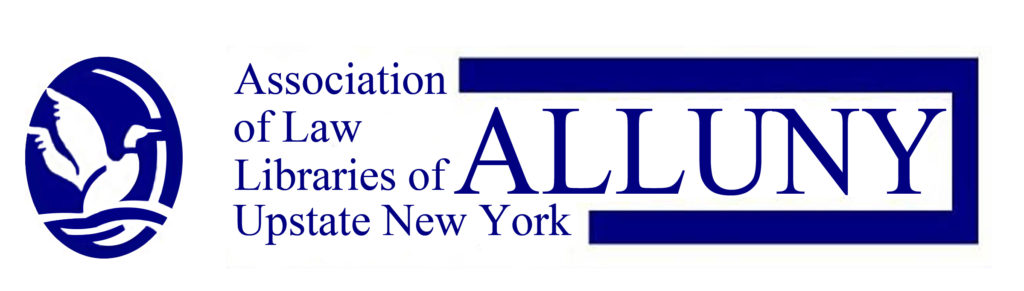 Association
of Law
Libraries of
Upstate New York
ALLUNY